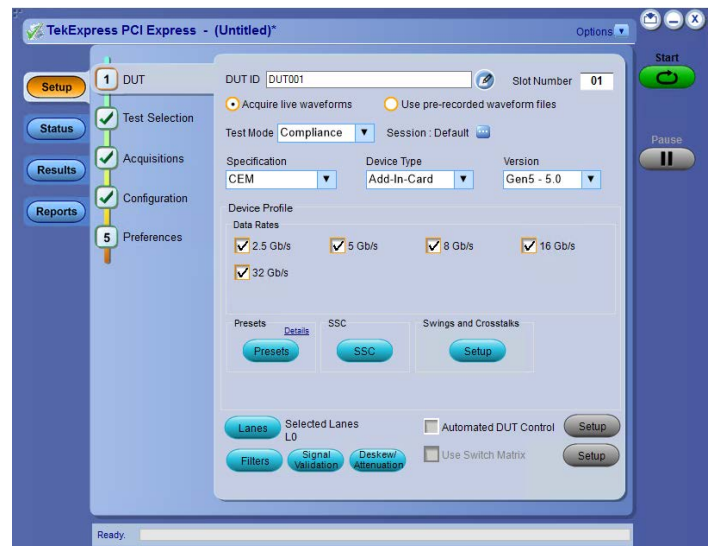 TekExpress PCI Express - (Untitled)*
Options
Start
Pause
Setup
Status
Results
Reports
1 DUT
Test Selection
Acquisitions
Configuration
5 Preferences
DUT ID DUT001 Slot Number 01
Acquire live waveforms Use pre-recorded waveform files
Test Mode Compliance Session : Default
Specification Device Type Version
CEM Add-In-Card Gen5 - 5.0
Device Profile
Data Rates
2.5 Gb/s 5 Gb/s 8 Gb/s 16 Gb/s
32 Gb/s
Presets Details SSC Swings and Crosstalks
Presets SSC Setup
Lanes Selected Lanes Automated DUT Control Setup
L0
Filters Signal Validation Deskew/ Attenuation Use Switch Matrix Setup
Ready.